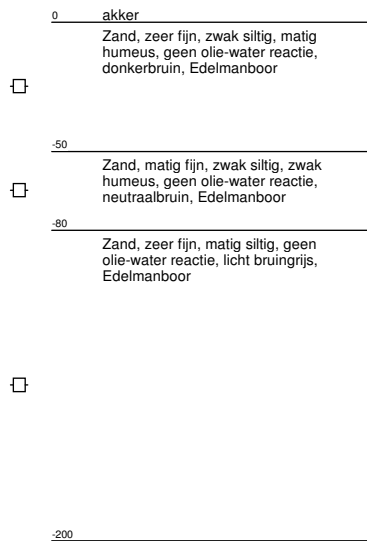 0 akker
Zand, zeer fijn, zwak siltig, matig
humeus, geen olie-water reactie,
donkerbruin, Edelmanboor
-50
Zand, matig fijn, zwak siltig, zwak
humeus, geen olie-water reactie,
neutraalbruin, Edelmanboor
-80
Zand, zeer fijn, matig siltig, geen
olie-water reactie, licht bruingrijs,
Edelmanboor
-200